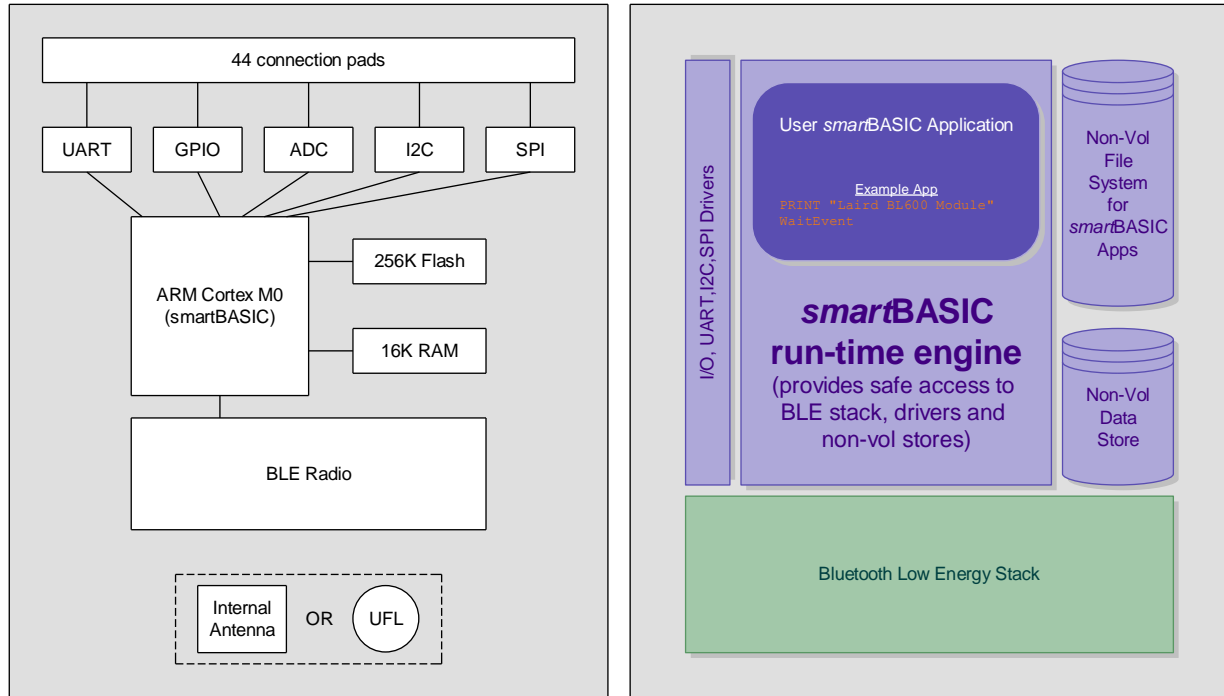 44 connection pads
UART
GPIO
ADC
I2C
SPI
ARM Cortex M0
(smartBASIC)
256K Flash
16K RAM
BLE Radio
Internal
Antenna
OR
UFL
I/O, UART,I2C,SPI Drivers
User smartBASIC Application
Example App
PRINT "Laird BL600 Module"
WaitEvent
smartBASIC
run-time engine
(provides safe access to
BLE stack, drivers and
non-vol stores)
Non-Vol
File
System
for
smartBASIC
Apps
Non-Vol
Data
Store
Bluetooth Low Energy Stack